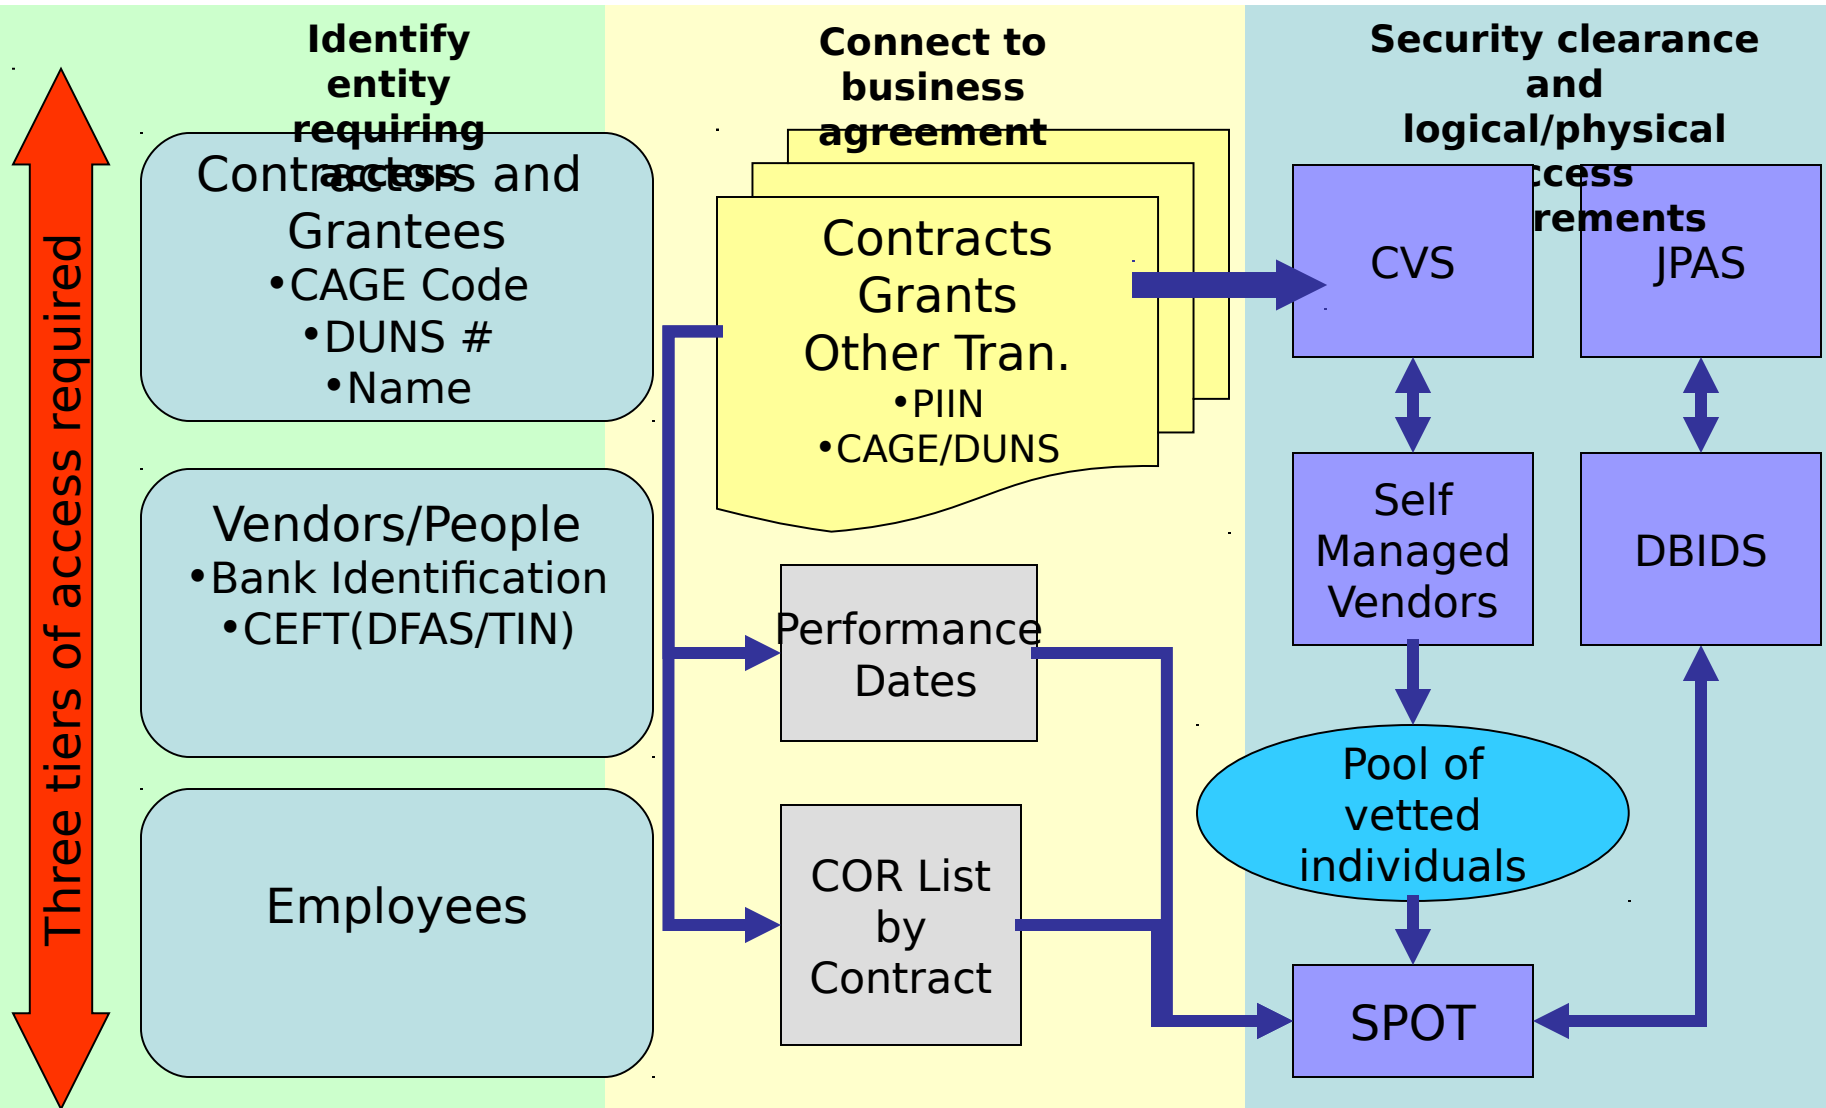 Identify
entity
requiring
access
Three tiers of access required
Contractors and
Grantees
•CAGE Code
•DUNS #
•Name
Vendors/People
•Bank Identification
•CEFT(DFAS/TIN)
Employees
Connect to
business
agreement
Contracts
Grants
Other Tran.
•PIIN
•CAGE/DUNS
Performance
Dates
COR List
by
Contract
Security clearance
and
logical/physical
CVS
JPAS
Self
Managed
Vendors
DBIDS
Pool of
vetted
individuals
SPOT